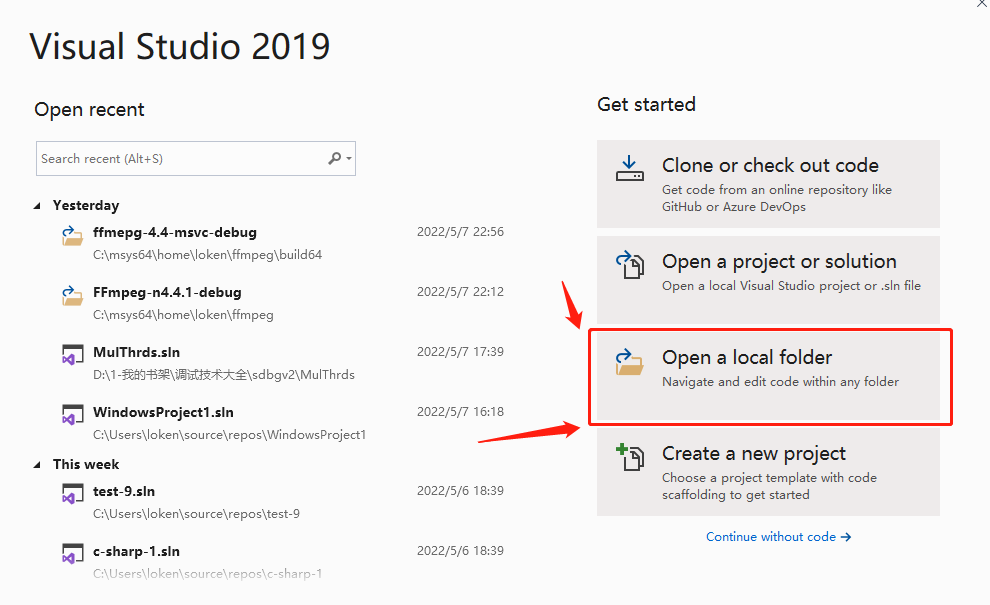 Visual Studio 2019
Open recent
Search recent (Alt+S)
Yesterday
ffmepg-4.4-msvc-debug
2022/5/7 22:56
C:\msys64\home\loken\ffmpeg\build64
FFmpeg-n4.4.1-debug
2022/5/7 22:12
C:\msys64\home\loken\ffmpeg
MulThrds.sln
2022/5/7 17:39
D:\1-我的书架\调试技术大全\sdbgv2\MulThrds
WindowsProject1.sln
2022/5/7 16:18
C:\Users\loken\source\repos\WindowsProject1
This week
test-9.sln
2022/5/6 18:39
C:\Users\loken\source\repos\test-9
c-sharp-1.sln
2022/5/6 18:39
C:\Users\loken\source\repos\c-sharp-1
Get started
Clone or check out code
Get code from an online repository like
GitHub or Azure DevOps
Open a project or solution
Open a local Visual Studio project or .sln file
Open a local folder
Navigate and edit code within any folder
Create a new project
Choose a project template with code
scaffolding to get started
Continue without code →